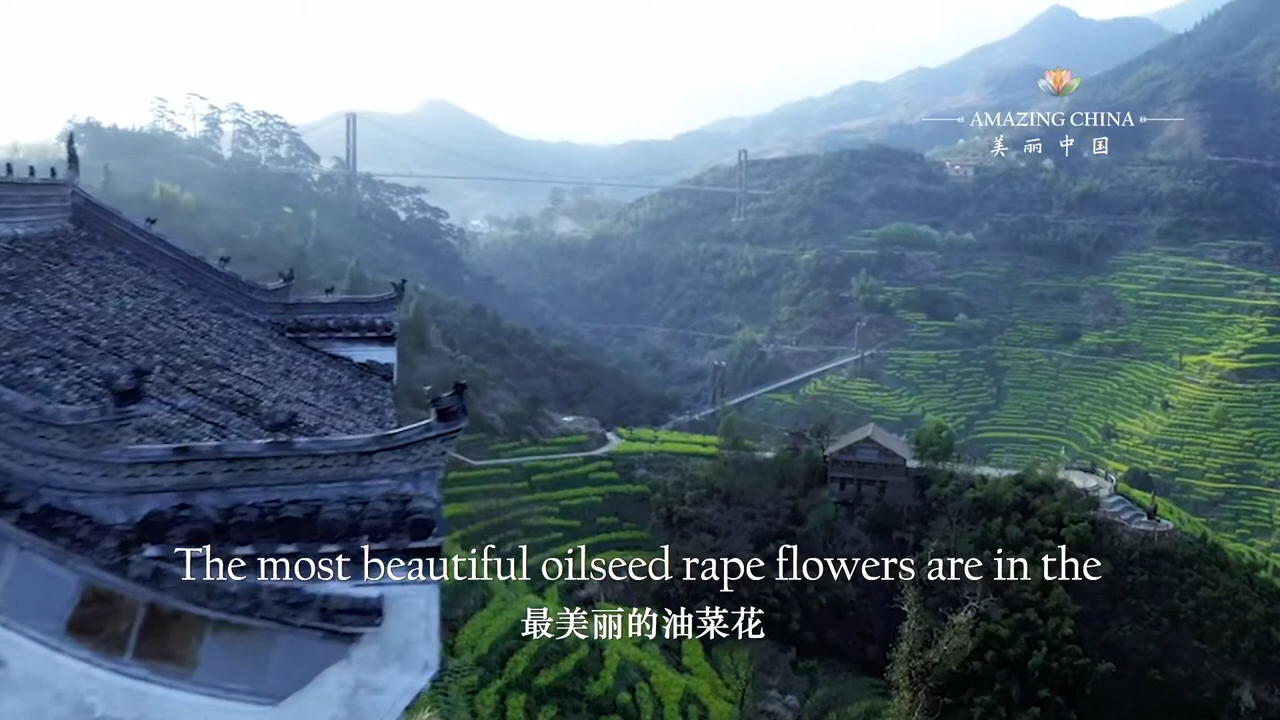 AMAZING CHINA
美丽中国
The most beautiful oilseed rape flowers are in the
最美丽的油菜花